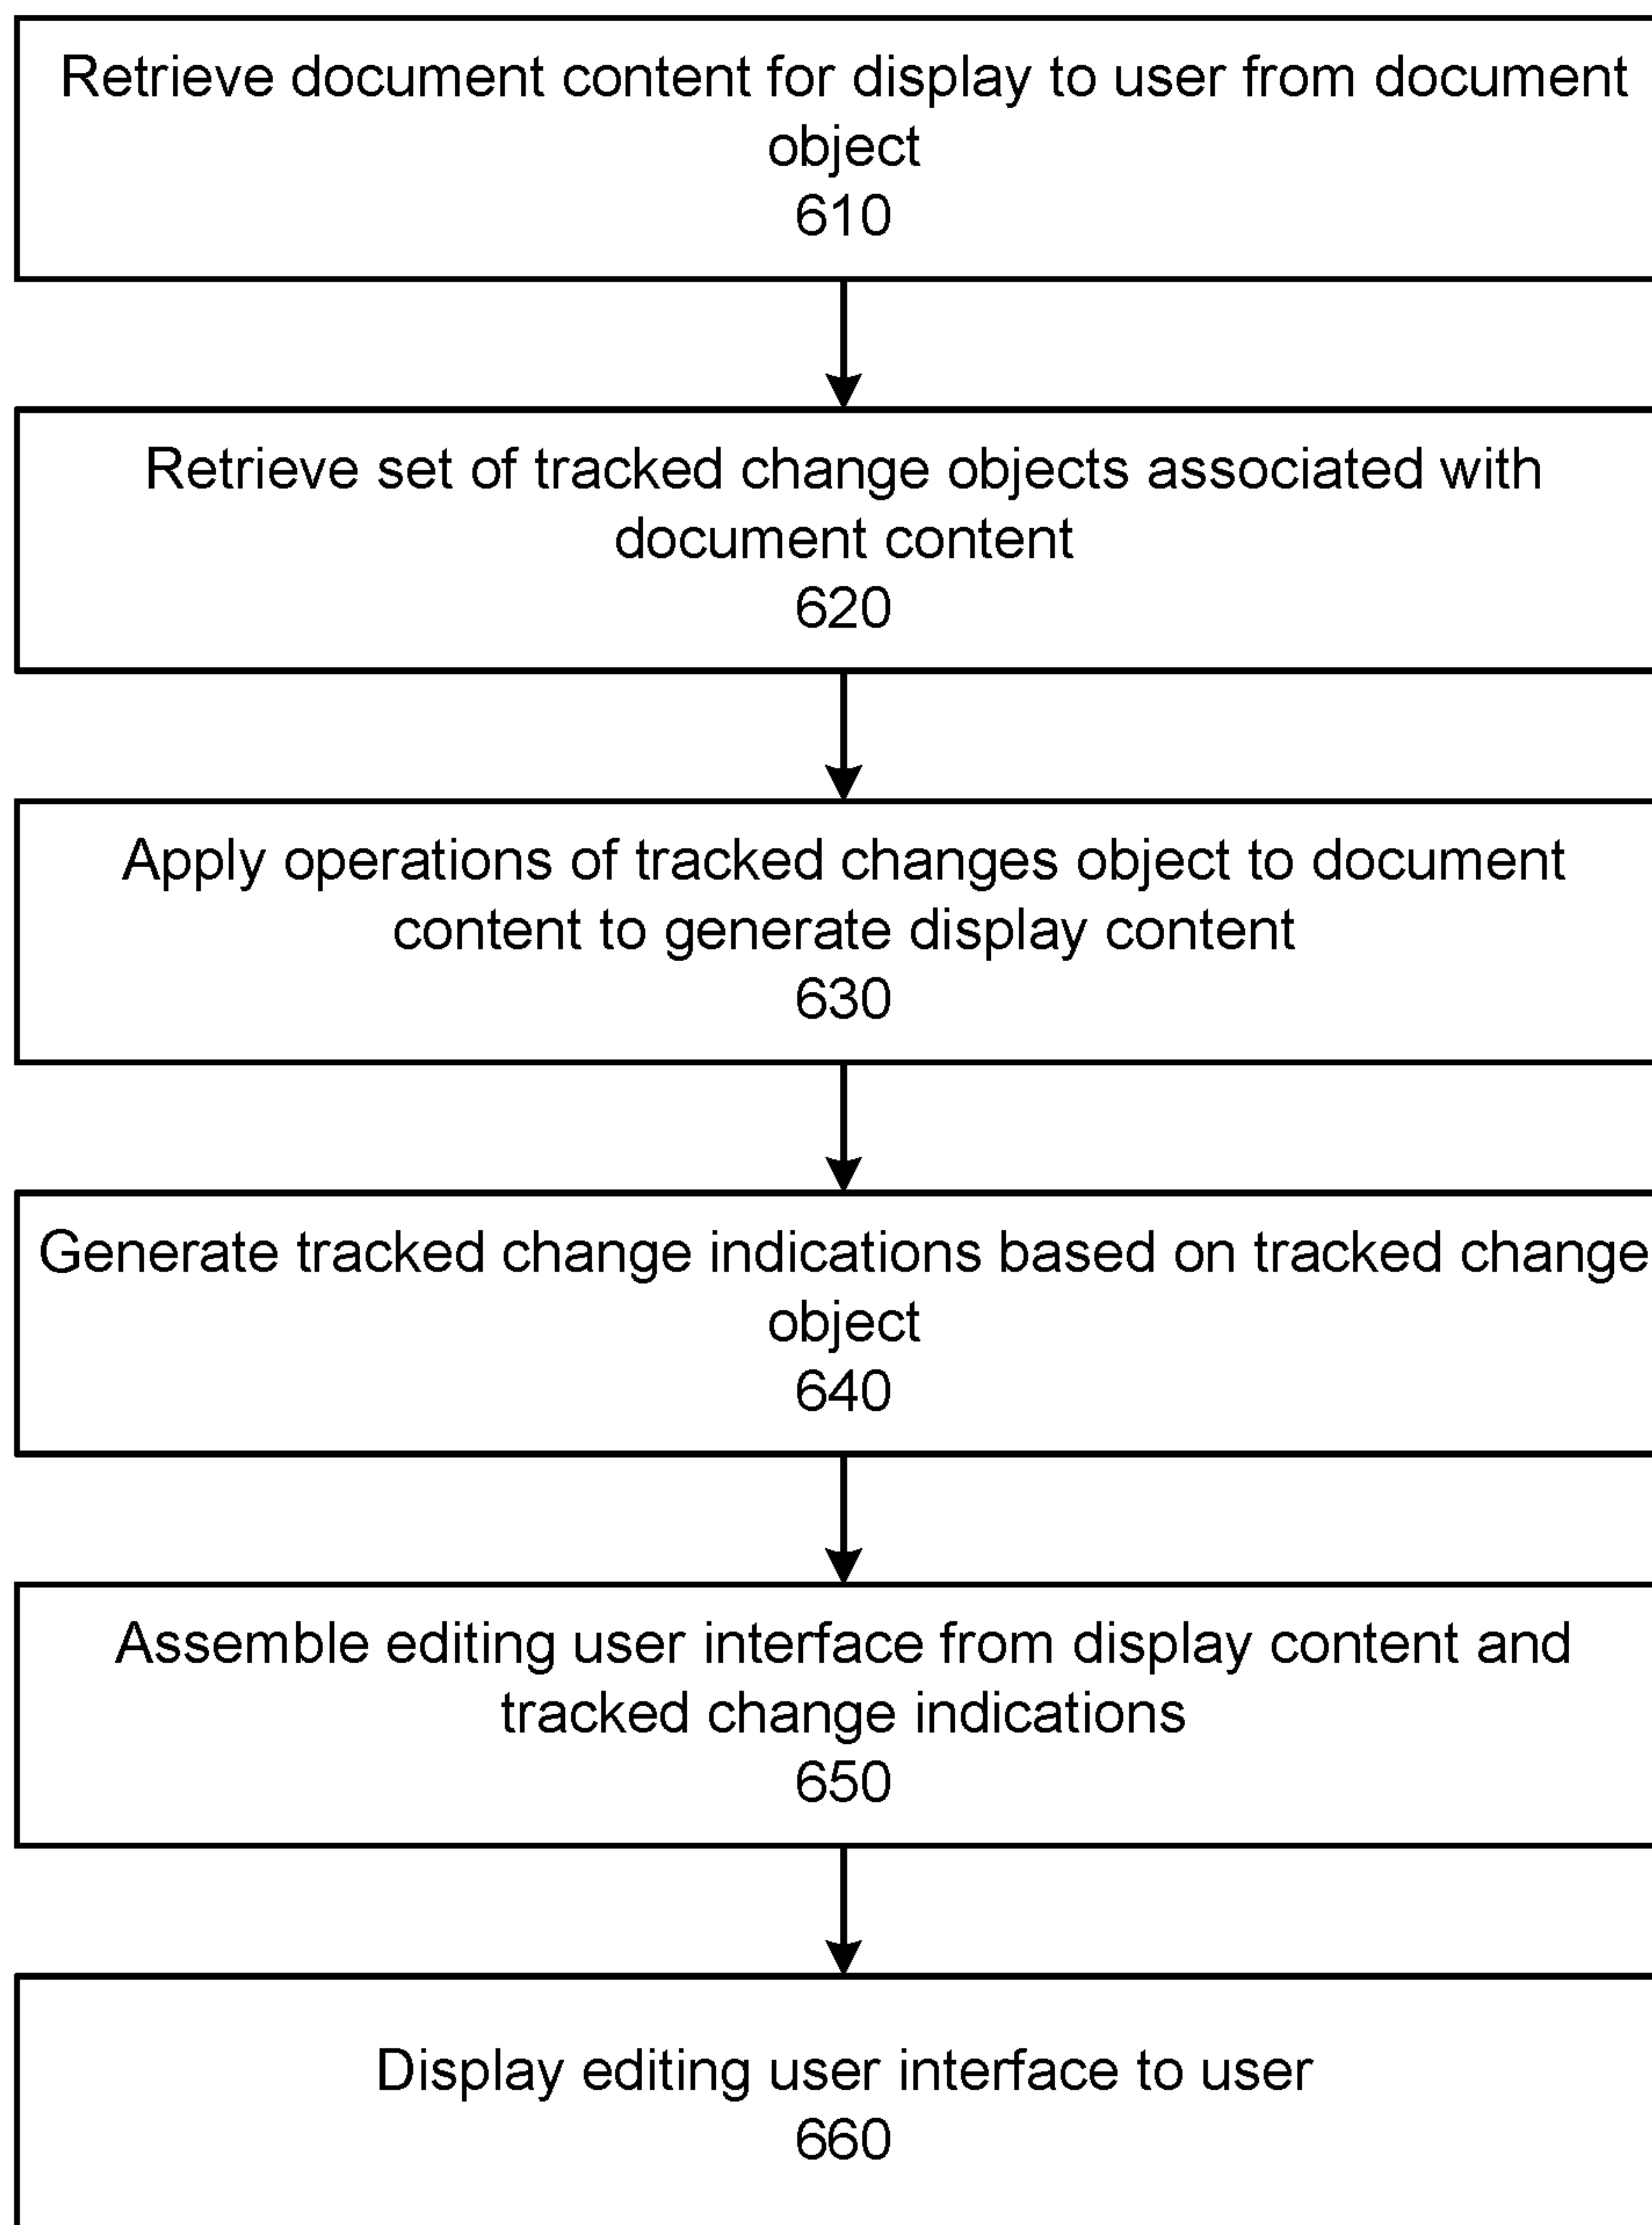 Retrieve document content for display to user from document
object
610
Retrieve set of tracked change objects associated with
document content
620
Apply operations of tracked changes object to document
content to generate display content
630
Generate tracked change indications based on tracked change
object
640
Assemble editing user interface from display content and
tracked change indications
650
Display editing user interface to user
660